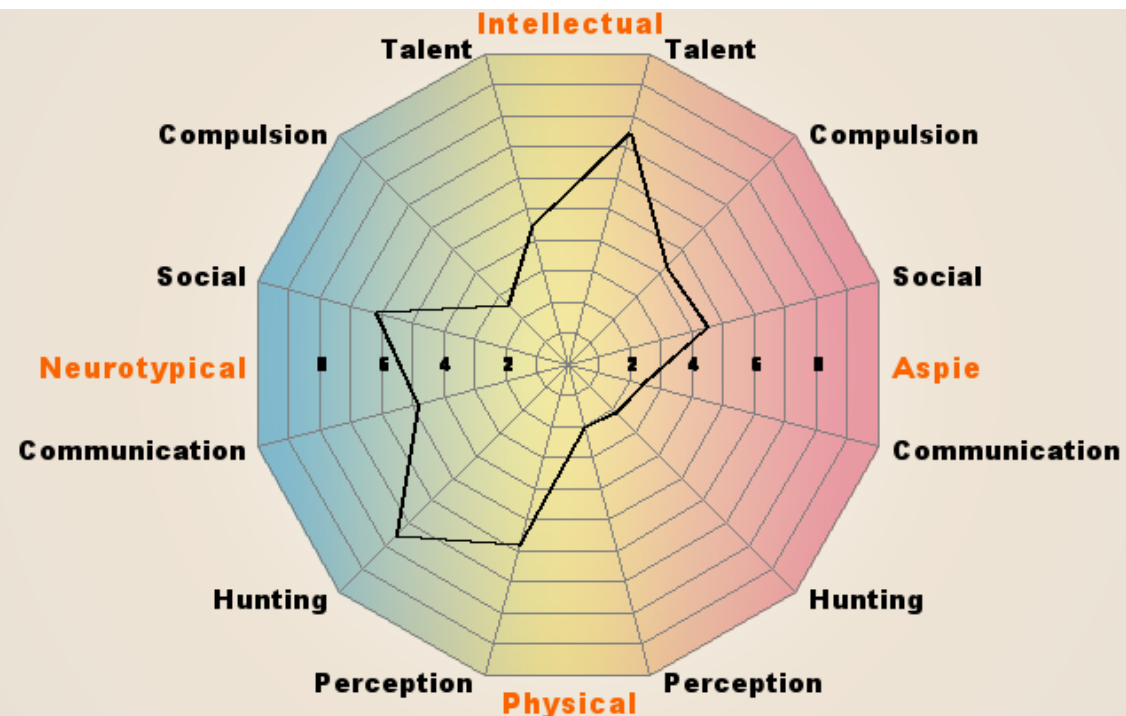 Intellectual
Talent Talent
Compulsion Compulsion
Social Social
Neurotypical 8 6 4 2 2 4 6 8 Aspie
Communication Communication
Hunting Hunting
Perception Perception
Physical